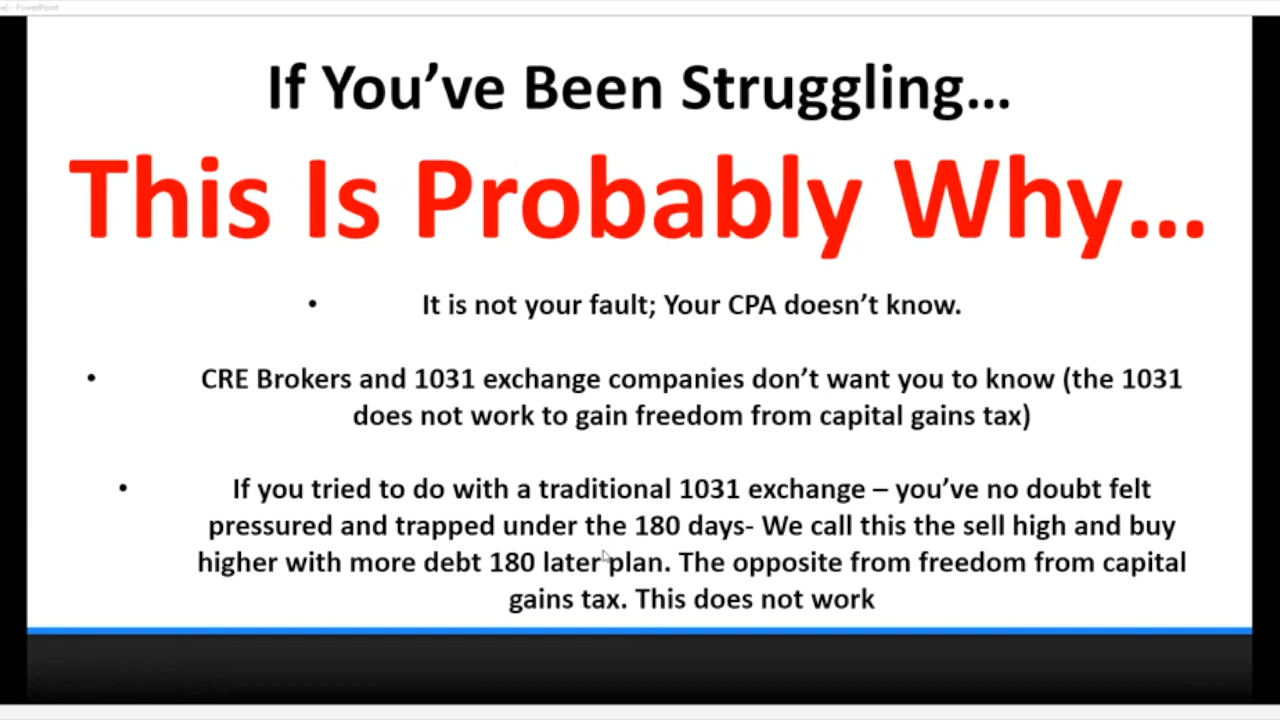 e] - PowerPoint
If You’ve Been Struggling…
This Is Probably Why…
• It is not your fault; Your CPA doesn’t know.
• CRE Brokers and 1031 exchange companies don’t want you to know (the 1031
does not work to gain freedom from capital gains tax)
• If you tried to do with a traditional 1031 exchange – you’ve no doubt felt
pressured and trapped under the 180 days- We call this the sell high and buy
higher with more debt 180 later plan. The opposite from freedom from capital
gains tax. This does not work